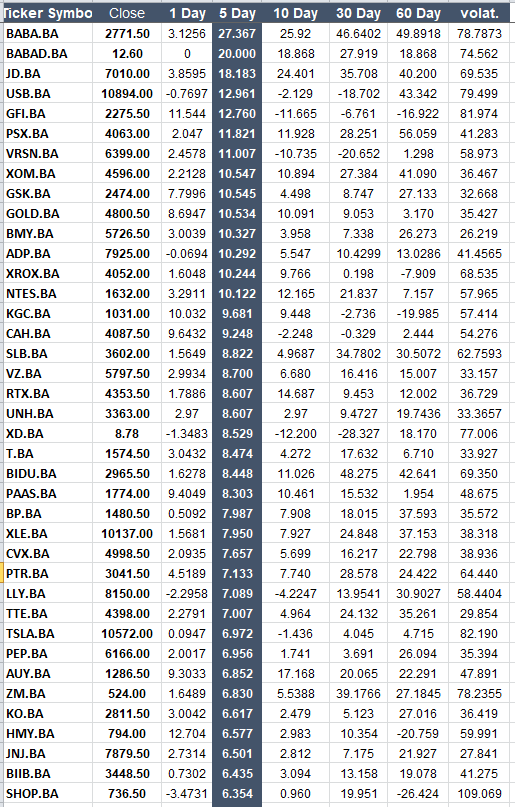 Ticker Symbo Close 1 Day 5 Day 10 Day 30 Day 60 Day volat.
BABA.BA 2771.50 3.1256 27.367 25.92 46.6402 49.8918 78.7873
BABAD.BA 12.60 0 20.000 18.868 27.919 18.868 74.562
JD.BA 7010.00 3.8595 18.183 24.401 35.708 40.200 69.535
USB.BA 10894.00 -0.7697 12.961 -2.129 -18.702 43.342 79.499
GFI.BA 2275.50 11.544 12.760 -11.665 -6.761 -16.922 81.974
PSX.BA 4063.00 2.047 11.821 11.928 28.251 56.059 41.283
VRSN.BA 6399.00 2.4578 11.007 -10.735 -20.652 1.298 58.973
XOM.BA 4596.00 2.2128 10.547 10.894 27.384 41.090 36.467
GSK.BA 2474.00 7.7996 10.545 4.498 8.747 27.133 32.668
GOLD.BA 4800.50 8.6947 10.534 10.091 9.053 3.170 35.427
BMY.BA 5726.50 3.0039 10.327 3.958 7.338 26.273 26.219
ADP.BA 7925.00 -0.0694 10.292 5.547 10.4299 13.0286 41.4565
XROX.BA 4052.00 1.6048 10.244 9.766 0.198 -7.909 68.535
NTES.BA 1632.00 3.2911 10.122 12.165 21.837 7.157 57.965
KGC.BA 1031.00 10.032 9.681 9.448 -2.736 -19.985 57.414
CAH.BA 4087.50 9.6432 9.248 -2.248 -0.329 2.444 54.276
SLB.BA 3602.00 1.5649 8.822 4.9687 34.7802 30.5072 62.7593
VZ.BA 5797.50 2.9934 8.700 6.680 16.416 15.007 33.157
RTX.BA 4353.50 1.7886 8.607 14.687 9.453 12.002 36.729
UNH.BA 3363.00 2.97 8.607 2.97 9.4727 19.7436 33.3657
XD.BA 8.78 -1.3483 8.529 -12.200 -28.327 18.170 77.006
T.BA 1574.50 3.0432 8.474 4.272 17.632 6.710 33.927
BIDU.BA 2965.50 1.6278 8.448 11.026 48.275 42.641 69.350
PAAS.BA 1774.00 9.4049 8.303 10.461 15.532 1.954 48.675
BP.BA 1480.50 0.5092 7.987 7.908 18.015 37.593 35.572
XLE.BA 10137.00 1.5681 7.950 7.927 24.848 37.153 38.318
CVX.BA 4998.50 2.0935 7.657 5.699 16.217 22.798 38.936
PTR.BA 3041.50 4.5189 7.133 7.740 28.578 24.422 64.440
LLY.BA 8150.00 -2.2958 7.089 -4.2247 13.9541 30.9027 58.4404
TTE.BA 4398.00 2.2791 7.007 4.964 24.132 35.261 29.854
TSLA.BA 10572.00 0.0947 6.972 -1.436 4.045 4.715 82.190
PEP.BA 6166.00 2.0017 6.956 1.741 3.691 26.094 35.394
AUY.BA 1286.50 9.3033 6.852 17.168 20.065 22.291 47.891
ZM.BA 524.00 1.6489 6.830 5.5388 39.1766 27.1845 78.2355
KO.BA 2811.50 3.0042 6.617 2.479 5.123 27.016 36.419
HMY.BA 794.00 12.704 6.577 2.983 10.354 -20.759 59.991
JNJ.BA 7879.50 2.7314 6.501 2.812 7.175 21.927 27.841
BIIB.BA 3448.50 0.7302 6.435 3.094 13.158 19.078 41.275
SHOP.BA 736.50 -3.4731 6.354 0.960 19.951 -26.424 109.069